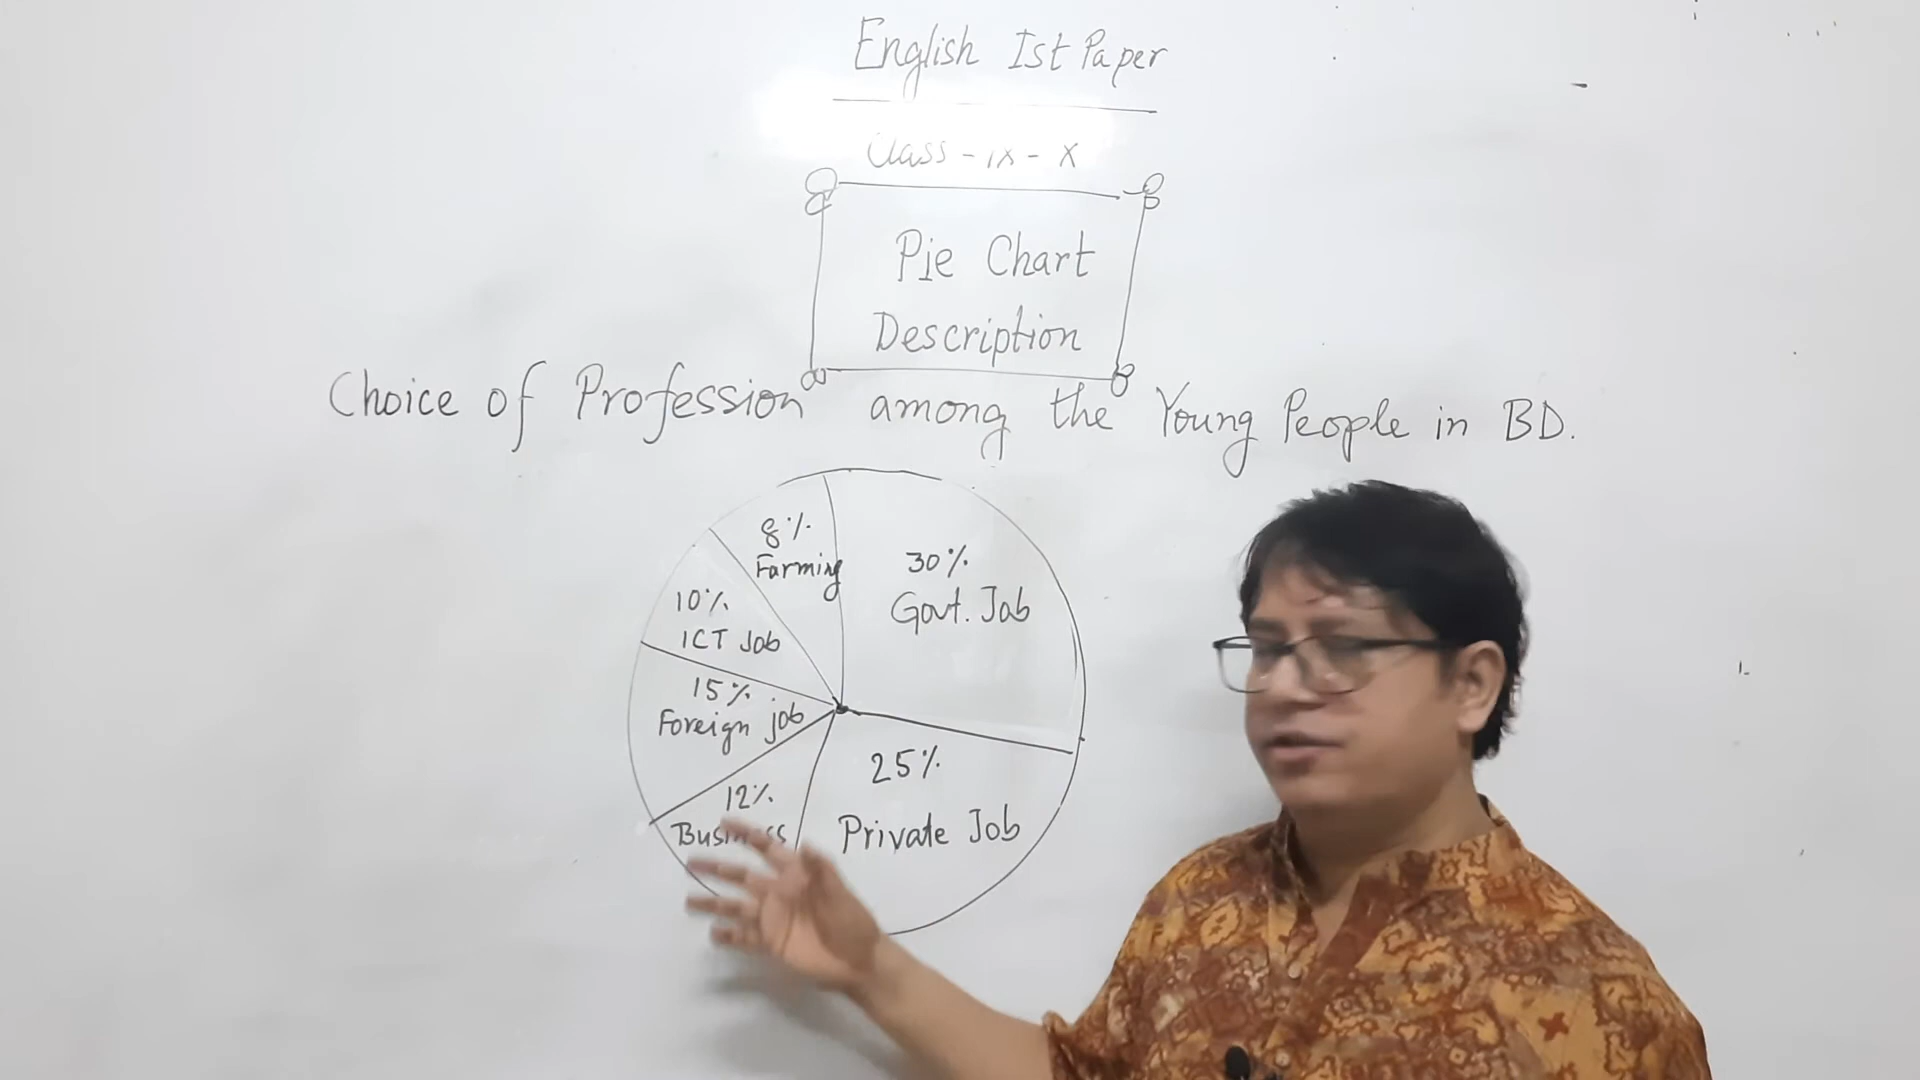 English Ist Paper
Class - IX - X
Pie Chart
Description
Choice of Profession among the Young People in BD.
8%
Farming
30%
Govt. Job
10%
ICT Job
15%
Foreign job
25%
Private Job
12%
Business